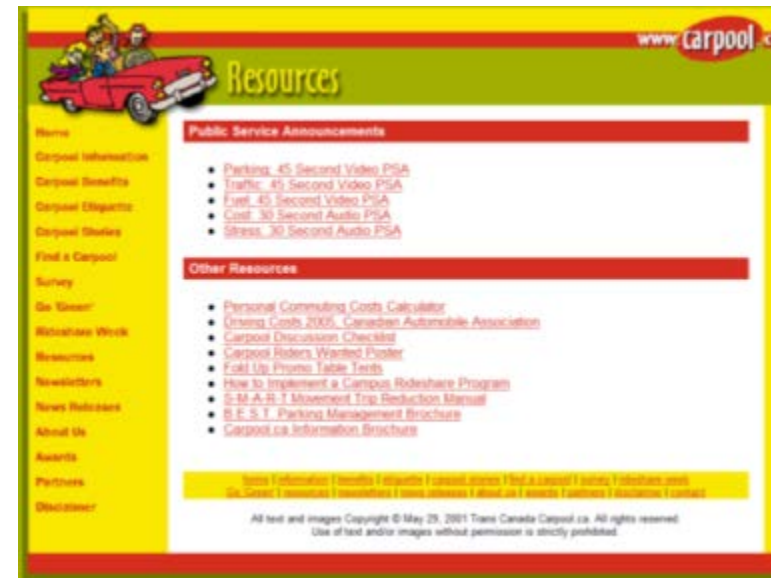 www.carpool.c
Resources
Home
Carpool Information
Carpool Benefits
Carpool Etiquette
Carpool Stories
Find a Carpool
Survey
Go 'Green'
Rideshare Week
Resources
Newsletters
News Releases
About Us
Awards
Partners
Disclaimer
Public Service Announcements
Parking: 45 Second Video PSA
Traffic: 45 Second Video PSA
Fuel: 45 Second Video PSA
Cost: 30 Second Audio PSA
Stress: 30 Second Audio PSA
Other Resources
Personal Commuting Costs Calculator
Driving Costs 2005, Canadian Automobile Association
Carpool Discussion Checklist
Carpool Riders Wanted Poster
Fold Up Promo Table Tents
How to Implement a Campus Rideshare Program
S-M-A-R-T Movement Trip Reduction Manual
B.E.S.T. Parking Management Brochure
Carpool.ca Information Brochure
home | information | benefits | etiquette | carpool stories | find a carpool | survey | rideshare week
Go 'Green' | resources | newsletters | news releases | about us | awards | partners | disclaimer | contact
All text and images Copyright © May 29, 2001 Trans Canada Carpool.ca. All rights reserved.
Use of text and/or images without permission is strictly prohibited.